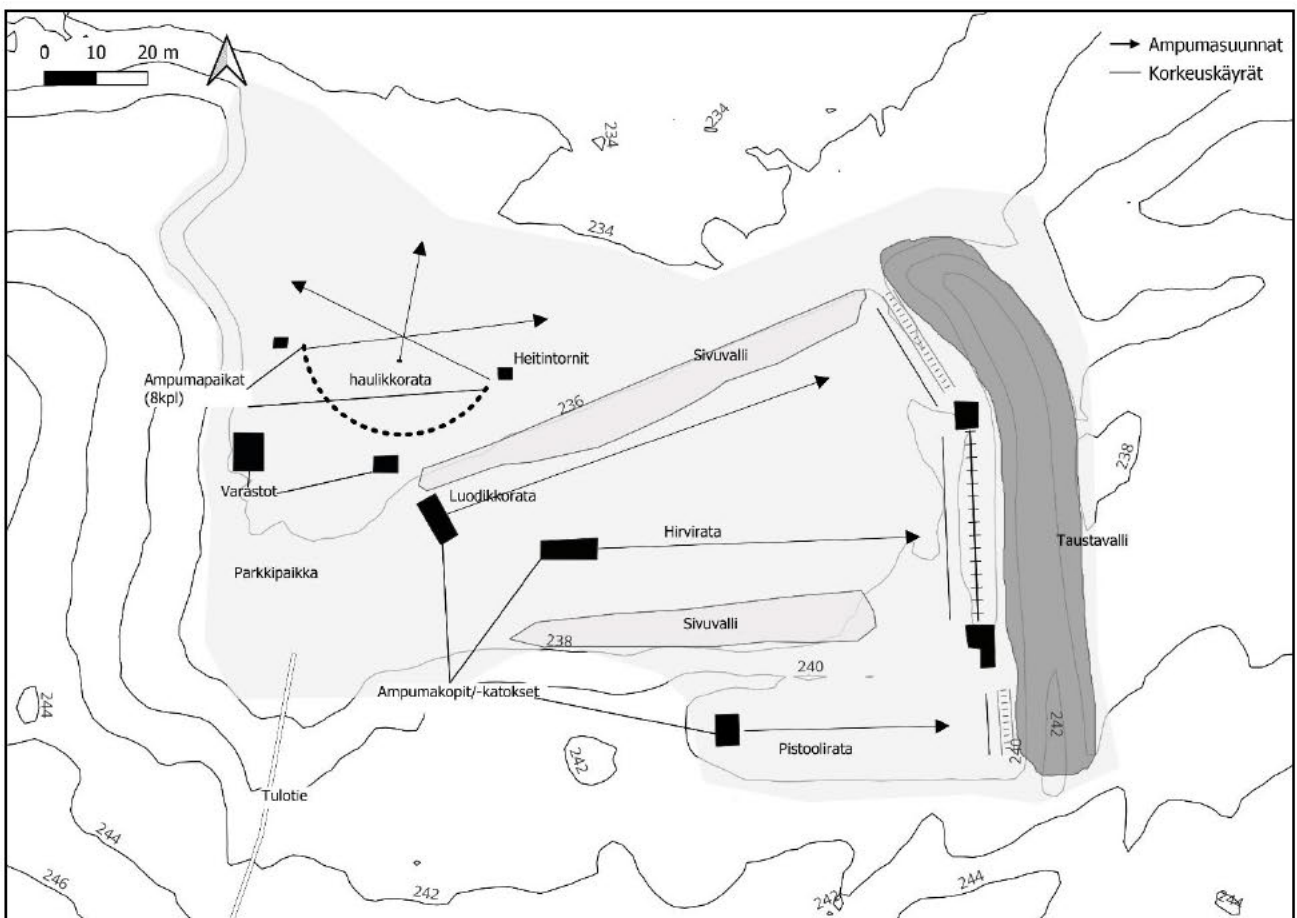 0 10 20 m
Ampumasuunnat
Korkeuskäyrät
234
234
234
Heitintornit
Sivuvalli
Ampumapaikat
(8kpl)
haulikkorata
236
238
Varastot
Luodikkorata
Hirvirata
Taustavalli
Parkkipaikka
Sivuvalli
238
240
Ampumakopit/-katokset
244
242
242
240
Pistoolirata
Tulotie
244
246
242
242
244
244